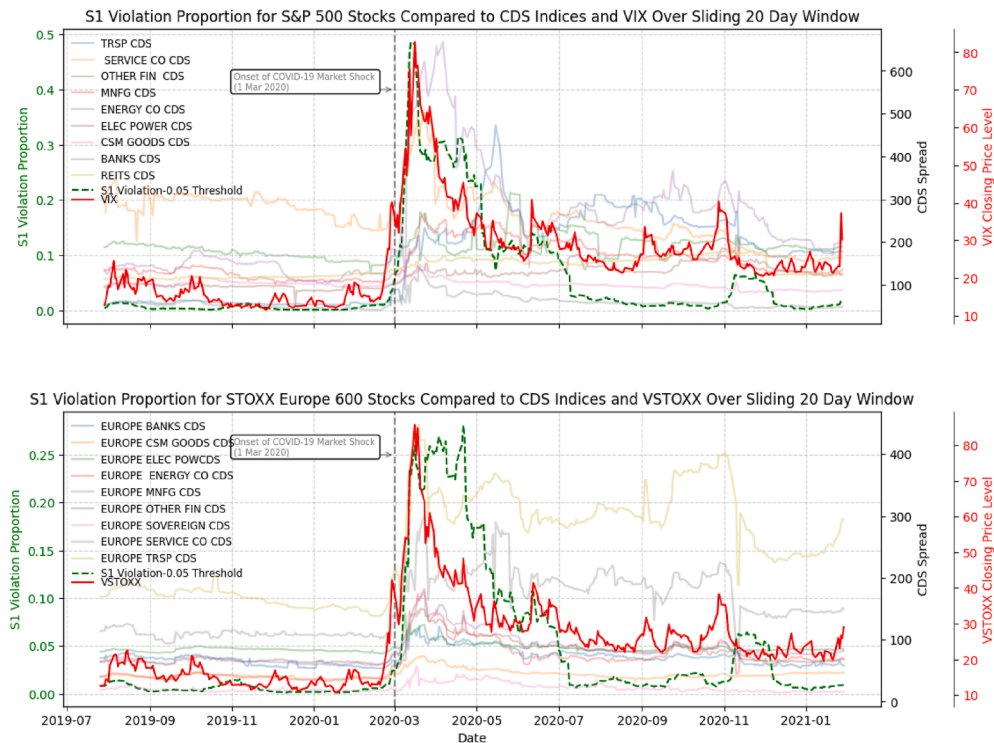 S1 Violation Proportion for S&P 500 Stocks Compared to CDS Indices and VIX Over Sliding 20 Day Window
0.5
0.4
0.3
0.2
0.1
0.0
S1 Violation Proportion
TRSP CDS
SERVICE CO CDS
OTHER FIN  CDS
MNFG CDS
ENERGY CO CDS
ELEC POWER CDS
CSM GOODS CDS
BANKS CDS
REITS CDS
S1 Violation-0.05 Threshold
VIX
Onset of COVID-19 Market Shock
(1 Mar 2020)
600
500
400
300
200
100
CDS Spread
80
70
60
50
40
30
20
10
VIX Closing Price Level
S1 Violation Proportion for STOXX Europe 600 Stocks Compared to CDS Indices and VSTOXX Over Sliding 20 Day Window
0.25
0.20
0.15
0.10
0.05
0.00
S1 Violation Proportion
EUROPE BANKS CDS
EUROPE CSM GOODS CDS
EUROPE ELEC POWCDS
EUROPE  ENERGY CO CDS
EUROPE MNFG CDS
EUROPE OTHER FIN CDS
EUROPE SOVEREIGN CDS
EUROPE SERVICE CO CDS
EUROPE TRSP CDS
S1 Violation-0.05 Threshold
VSTOXX
Onset of COVID-19 Market Shock
(1 Mar 2020)
400
300
200
100
0
CDS Spread
80
70
60
50
40
30
20
10
VSTOXX Closing Price Level
2019-07 2019-09 2019-11 2020-01 2020-03 2020-05 2020-07 2020-09 2020-11 2021-01
Date